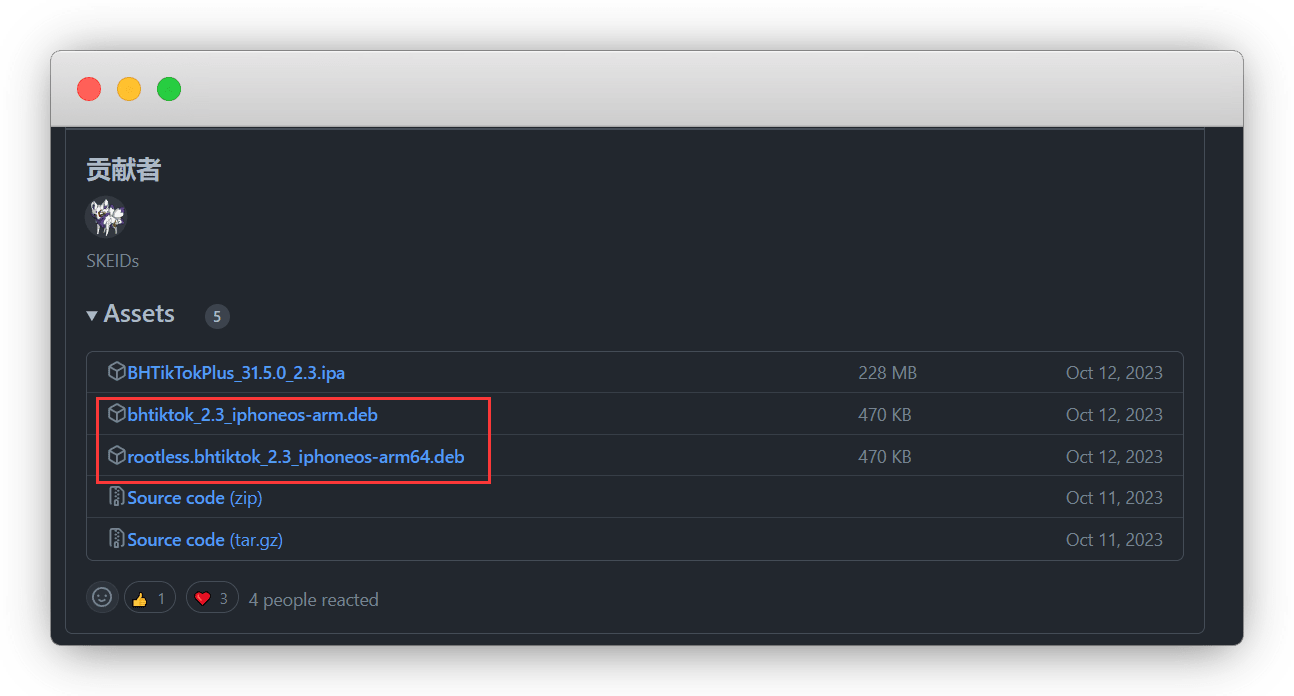 贡献者
SKEIDs
Assets 5
BHTikTokPlus_31.5.0_2.3.ipa 228 MB Oct 12, 2023
bhtiktok_2.3_iphoneos-arm.deb 470 KB Oct 12, 2023
rootless.bhtiktok_2.3_iphoneos-arm64.deb 470 KB Oct 12, 2023
Source code (zip) Oct 11, 2023
Source code (tar.gz) Oct 11, 2023
1 3 4 people reacted